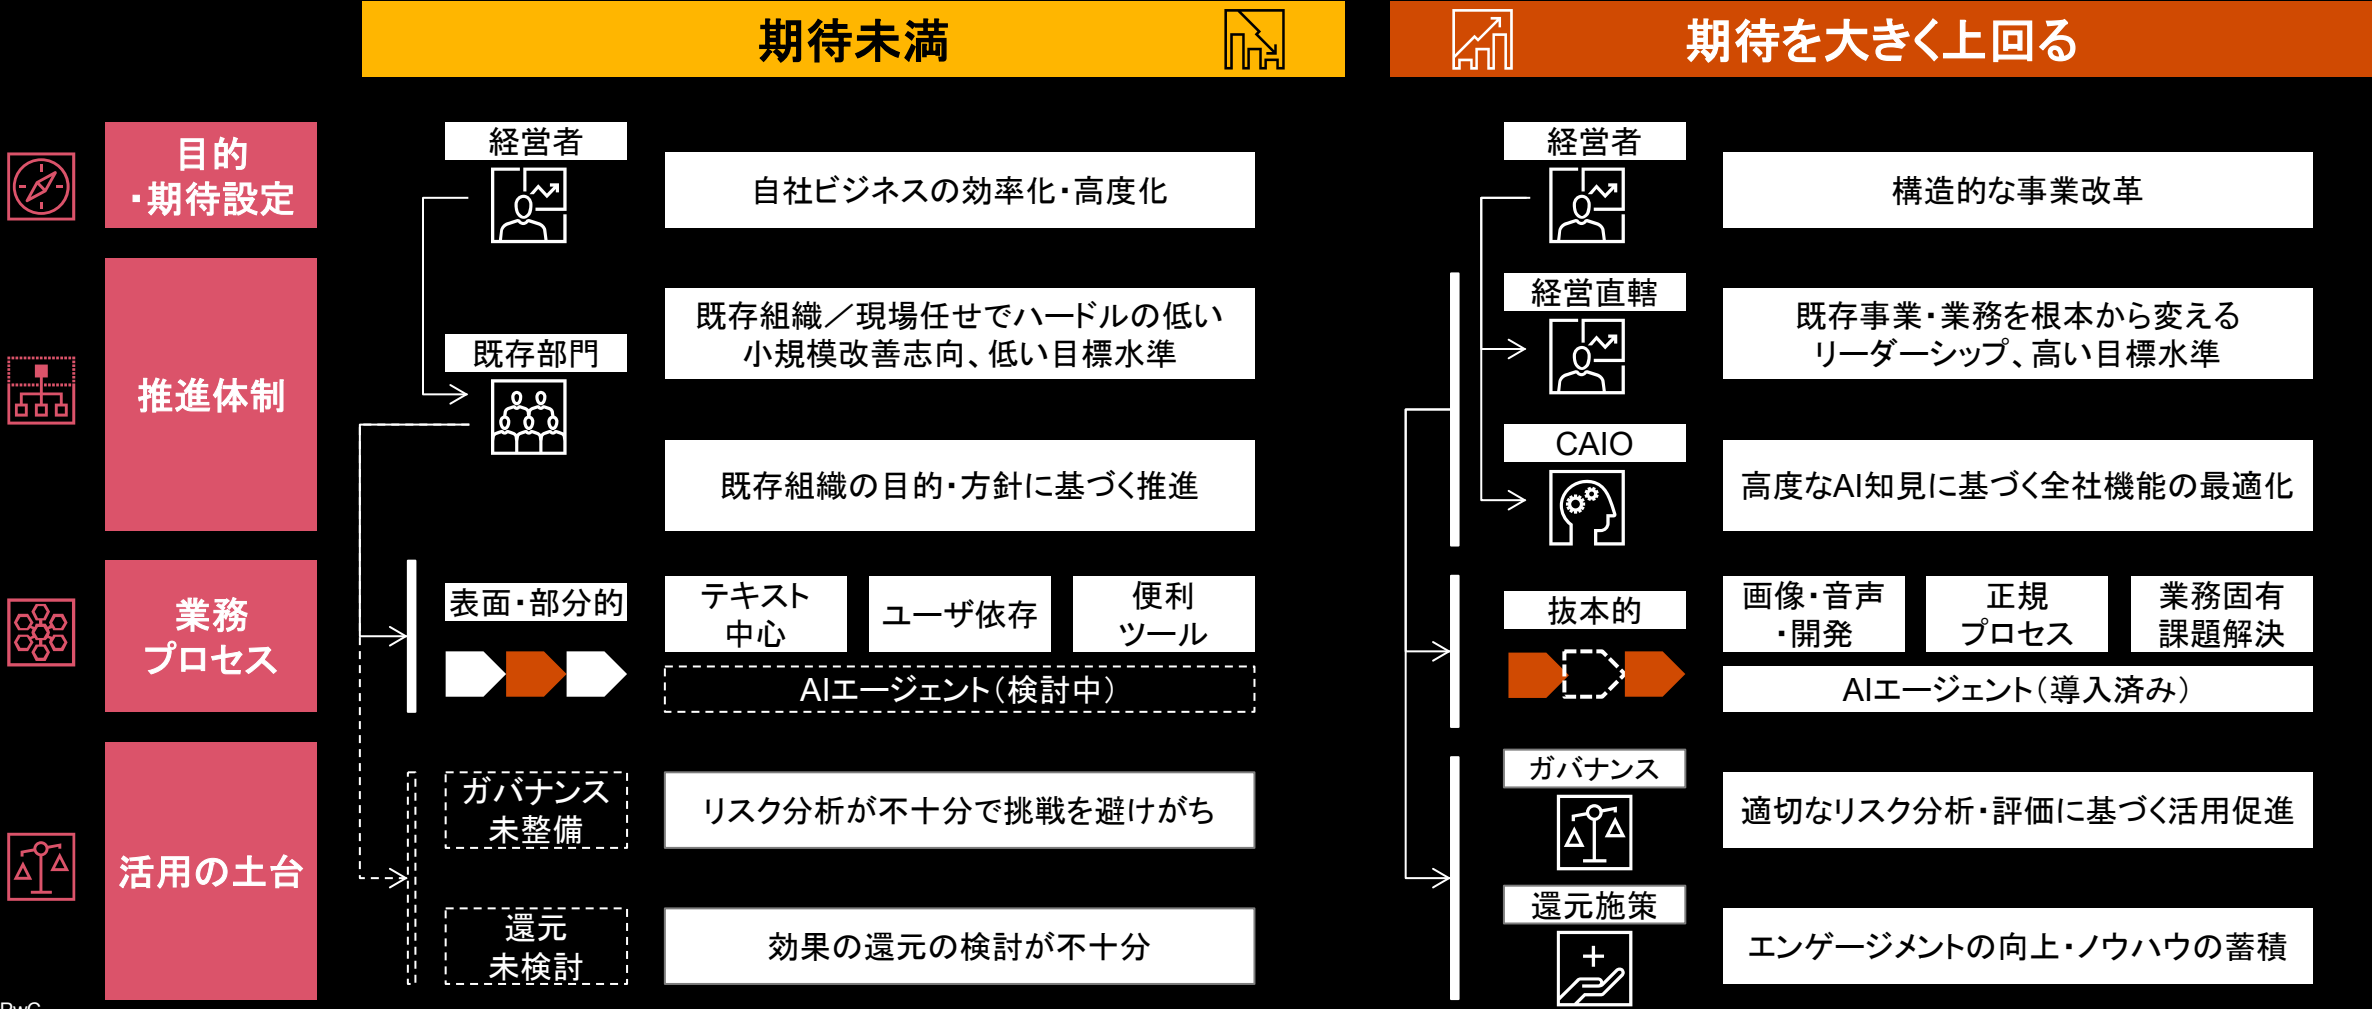 期待未満
期待を大きく上回る
目的
・期待設定
経営者
自社ビジネスの効率化・高度化
経営者
構造的な事業改革
推進体制
既存部門
既存組織／現場任せでハードルの低い
小規模改善志向、低い目標水準
既存組織の目的・方針に基づく推進
経営直轄
既存事業・業務を根本から変える
リーダーシップ、高い目標水準
CAIO
高度なAI知見に基づく全社機能の最適化
業務
プロセス
表面・部分的
テキスト
中心
ユーザ依存
便利
ツール
AIエージェント（検討中）
抜本的
画像・音声
・開発
正規
プロセス
業務固有
課題解決
AIエージェント（導入済み）
活用の土台
ガバナンス
未整備
リスク分析が不十分で挑戦を避けがち
還元
未検討
効果の還元の検討が不十分
ガバナンス
適切なリスク分析・評価に基づく活用促進
還元施策
エンゲージメントの向上・ノウハウの蓄積
PwC